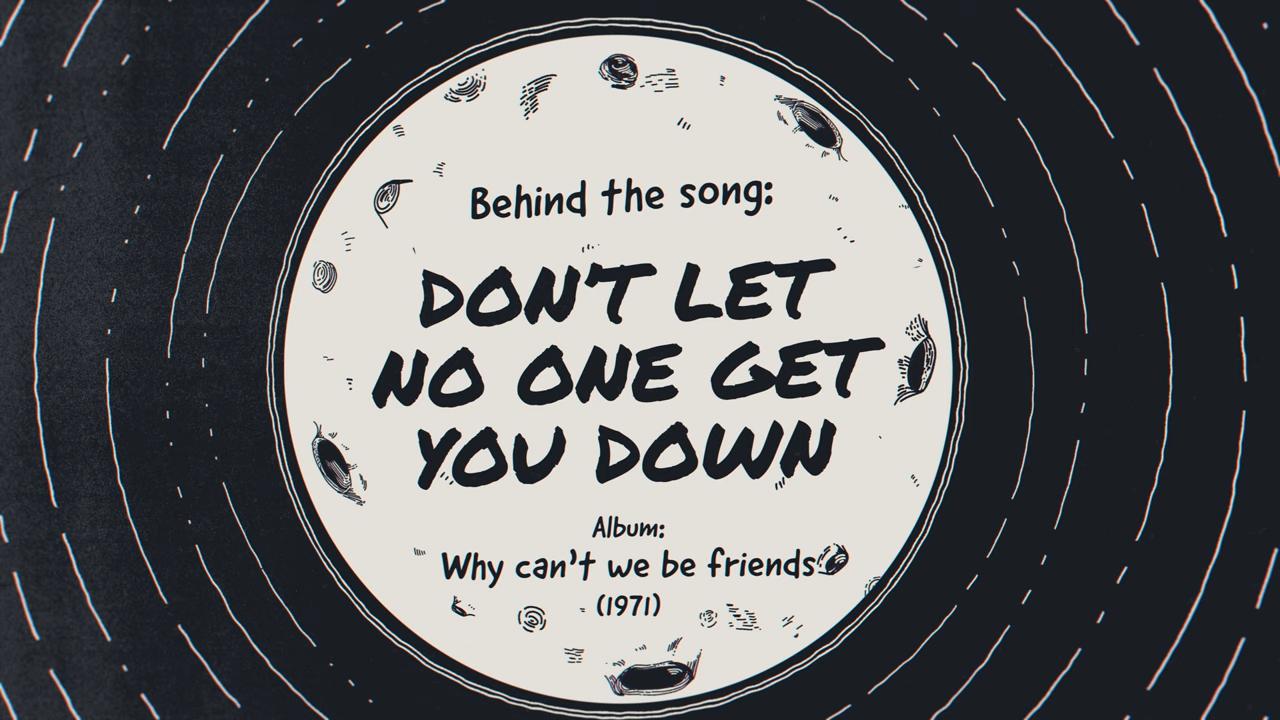 Behind the song:
DON'T LET
NO ONE GET
YOU DOWN
Album:
Why can't we be friends
(1971)